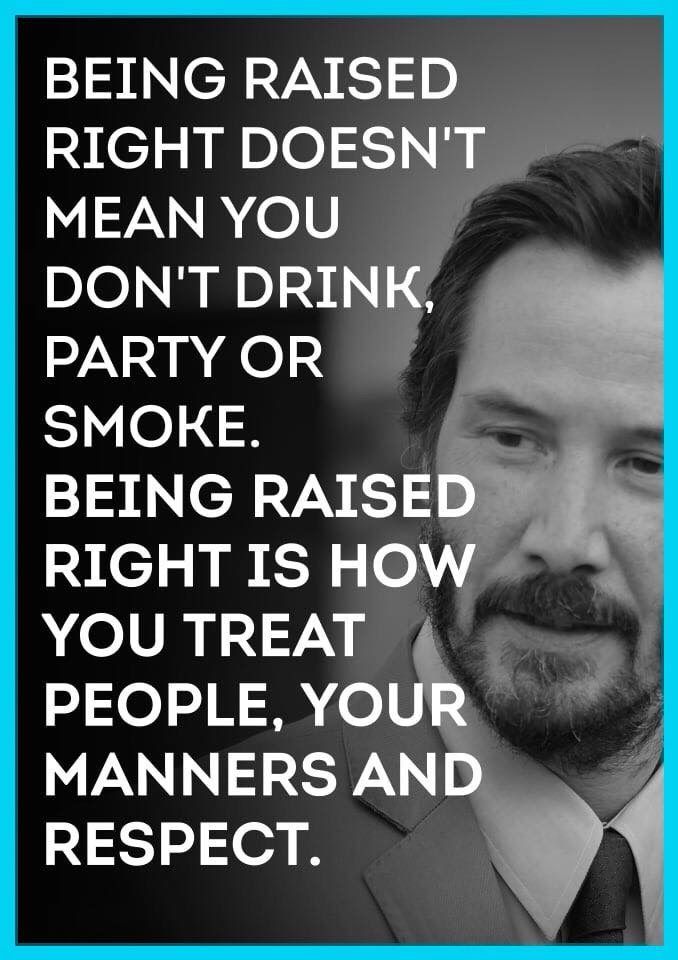 BEING RAISED
RIGHT DOESN'T
MEAN YOU
DON'T DRINK,
PARTY OR
SMOKE.
BEING RAISED
RIGHT IS HOW
YOU TREAT
PEOPLE, YOUR
MANNERS AND
RESPECT.